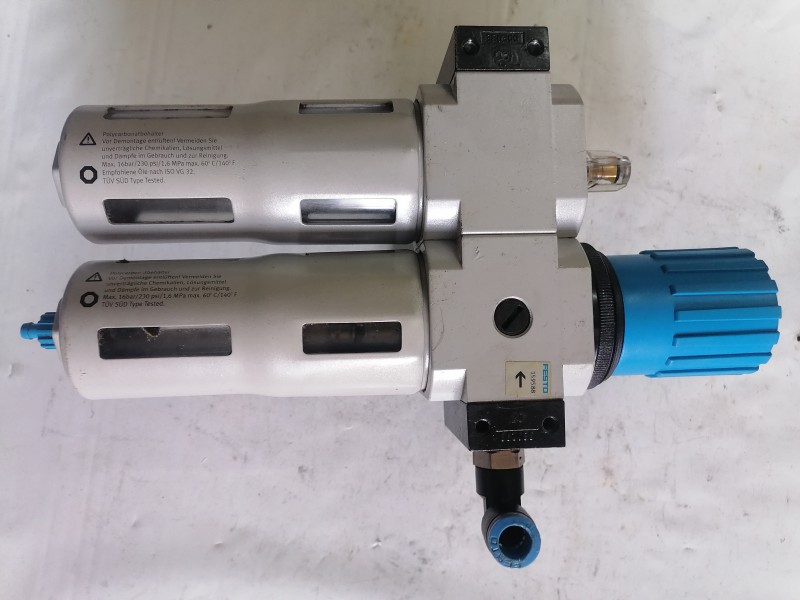 Polycarbonatbehälter
Vor Demontage entlüften! Vermeiden Sie
unverträgliche Chemikalien, Lösungsmittel
und Dämpfe im Gebrauch und zur Reinigung.
Max. 16bar/230 psi/1,6 MPa max. 60° C/140° F
Empfohlene Öle nach ISO VG 32.
TÜV SÜD Type Tested.
Vor Demontage entlüften! Vermeiden Sie
unverträgliche Chemikalien, Lösungsmittel
und Dämpfe im Gebrauch und zur Reinigung.
Max. 16bar/230 psi/1,6 MPa max. 60° C/140° F
TÜV SÜD Type Tested.
FESTO
159588